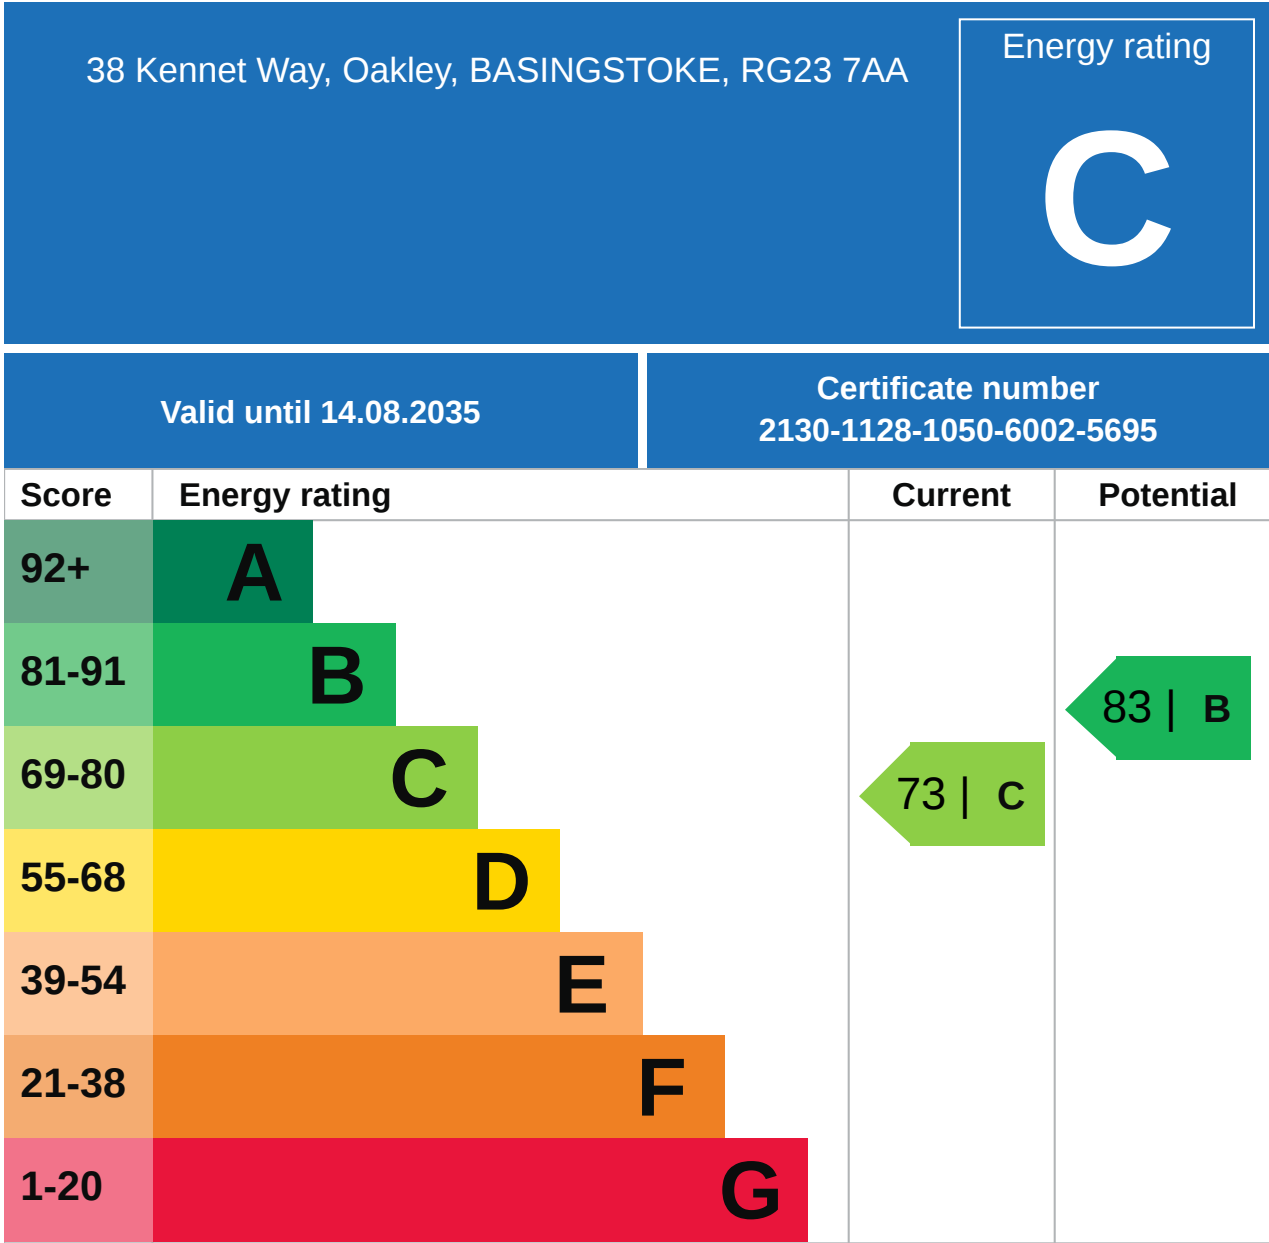 38 Kennet Way, Oakley, BASINGSTOKE, RG23 7AA
Energy rating
C
Valid until 14.08.2035
Certificate number
2130-1128-1050-6002-5695
Score Energy rating Current Potential
92+ A
81-91 B
83 | B
69-80 C
73 | C
55-68 D
39-54 E
21-38 F
1-20 G